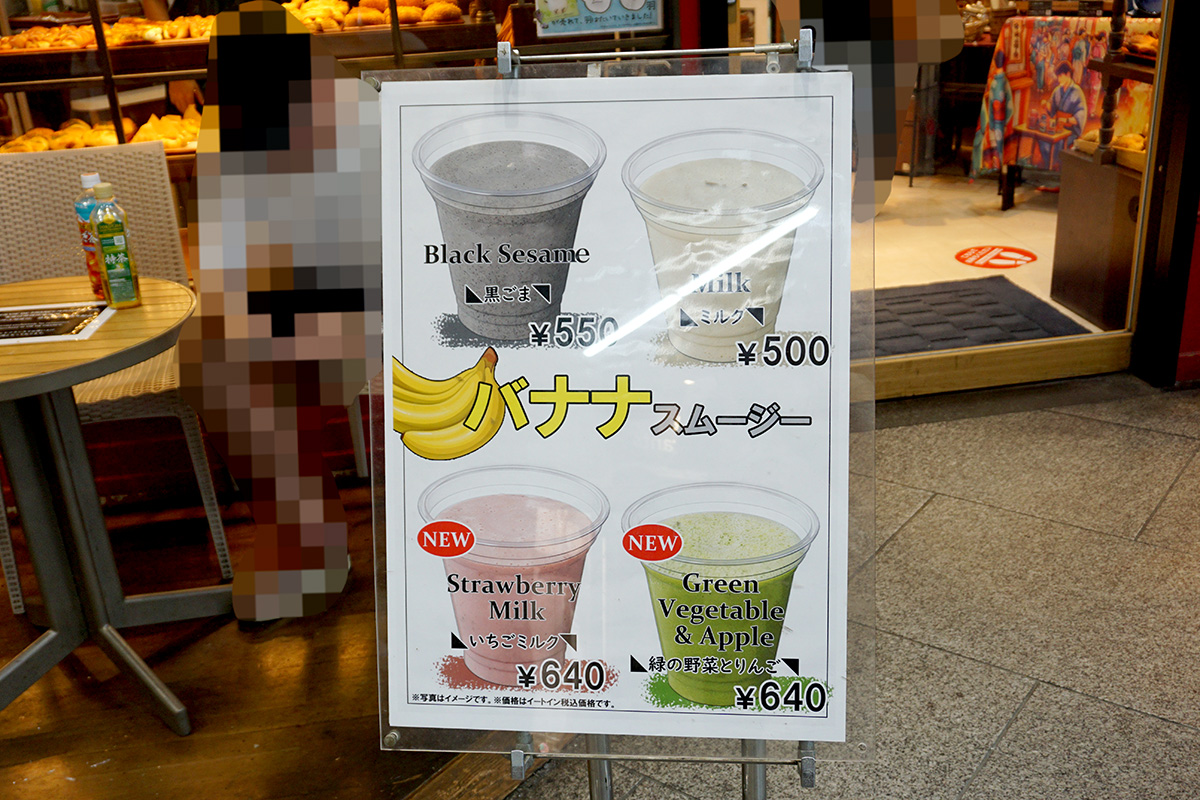 Black Sesame
黒ごま
¥550
Milk
ミルク
¥500
バナナスムージー
NEW
Strawberry
Milk
いちごミルク
¥640
NEW
Green
Vegetable
& Apple
緑の野菜とりんご
¥640
※写真はイメージです。※価格はイートイン税込価格です。